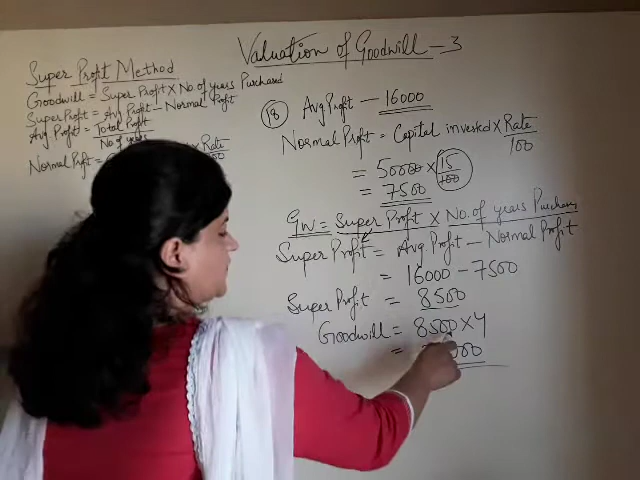 Valuation of Goodwill - 3
Super Profit Method
Goodwill = Super Profit X No. of years Purchased
Super Profit = Avg Profit - Normal Profit
Avg Profit = Total Profit
No. of years
Normal Profit = X Rate
(18) Avg Profit - 16000
Normal Profit = Capital invested X Rate
100
= 50000 X 15
100
= 7500
GW = Super Profit X No. of years Purchase
Super Profit = Avg Profit - Normal Profit
= 16000 - 7500
Super Profit = 8500
Goodwill = 8500 X 4
=